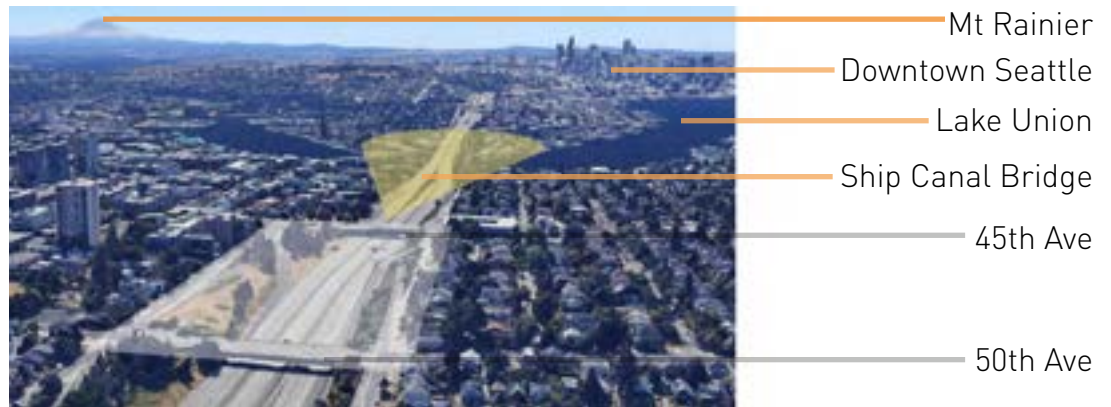 Mt Rainier
Downtown Seattle
Lake Union
Ship Canal Bridge
45th Ave
50th Ave